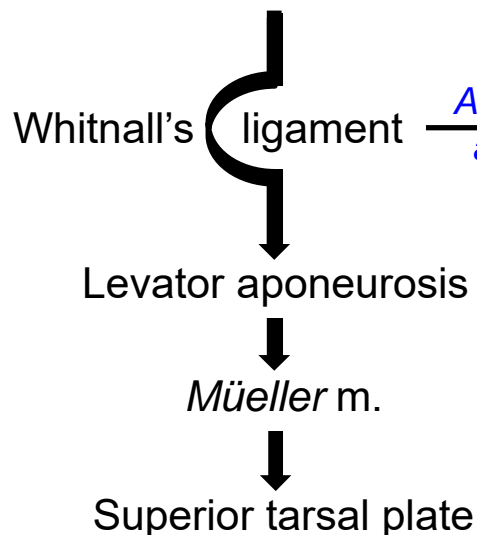 Whitnall’s ligament
Levator aponeurosis
Müeller m.
Superior tarsal plate